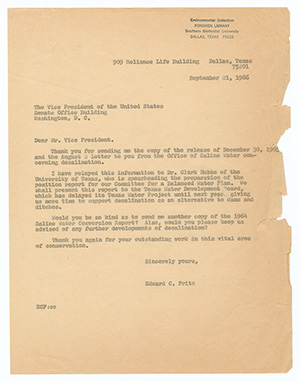 Environmental Collection
FONDREN LIBRARY
Southern Methodist University
DALLAS, TEXAS 75222
909 Reliance Life Building Dallas, Texas
75201
September 21, 1966
The Vice President of the United States
Senate Office Building
Washington, D. C.
Dear Mr. Vice President.
Thank you for sending me the copy of the release of December 30, 1965
and the August 2 letter to you from the Office of Saline Water con-
cerning desalination.
I have relayed this information to Dr. Clark Hubbs of the
University of Texas, who is spearheading the preparation of the
position report for our Committee for a Balanced Water Plan. We
shall present this report to the Texas Water Development Board,
which has delayed its Texas Water Project until next year, giving
us more time to support desalination as an alternative to dams and
ditches.
Would you be so kind as to send me another copy of the 1964
Saline Water Conversion Report? Also, would you please keep us
advised of any further developments of desalination?
Thank you again for your outstanding work in this vital area
of conservation.
Sincerely yours,
Edward C. Fritz
ECF: